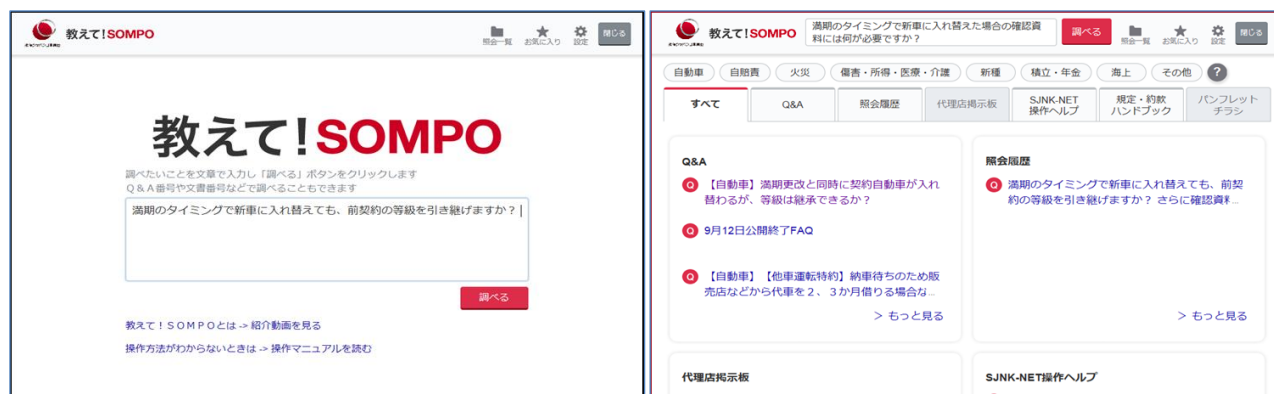 教えて!SOMPO
照会一覧
お気に入り
設定
閉じる
教えて!SOMPO
調べたいことを文章で入力し「調べる」ボタンをクリックします
Q&A番号や文書番号などで調べることもできます
満期のタイミングで新車に入れ替えても、前契約の等級を引き継げますか?
調べる
教えて!SOMPOとは -> 紹介動画を見る
操作方法がわからないときは -> 操作マニュアルを読む
教えて!SOMPO
満期のタイミングで新車に入れ替えた場合の確認資
料には何が必要ですか?
調べる
照会一覧
お気に入り
設定
閉じる
自動車
自賠責
火災
傷害・所得・医療・介護
新種
積立・年金
海上
その他
?
すべて
Q&A
照会履歴
代理店掲示板
SJNK-NET
操作ヘルプ
規定・約款
ハンドブック
パンフレット
チラシ
Q&A
Q 【自動車】満期更改と同時に契約自動車が入れ
替わるが、等級は継承できるか?
Q 9月12日公開終了FAQ
Q 【自動車】【他車運転特約】納車待ちのため販
売店などから代車を2、3か月借りる場合な...
> もっと見る
照会履歴
Q 満期のタイミングで新車に入れ替えても、前契
約の等級を引き継げますか? さらに確認資料...
> もっと見る
代理店掲示板
SJNK-NET操作ヘルプ